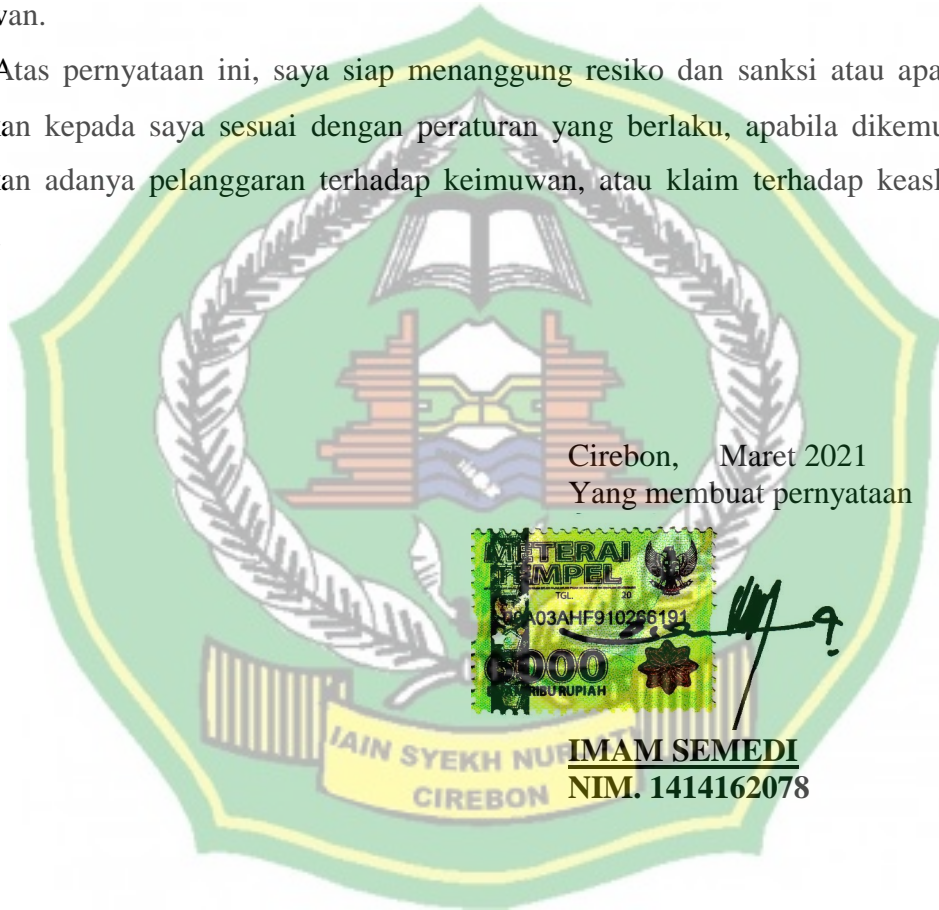 van.
Atas pernyataan ini, saya siap menanggung resiko dan sanksi atau apa
kan kepada saya sesuai dengan peraturan yang berlaku, apabila dikemu
kan adanya pelanggaran terhadap keimuwan, atau klaim terhadap keasl
Cirebon, Maret 2021
Yang membuat pernyataan
METERAI
TEMPEL
TGL. 20
A03AHF910266191
6000
RIBU RUPIAH
IMAM SEMEDI
NIM. 1414162078
IAIN SYEKH NURJATI
CIREBON